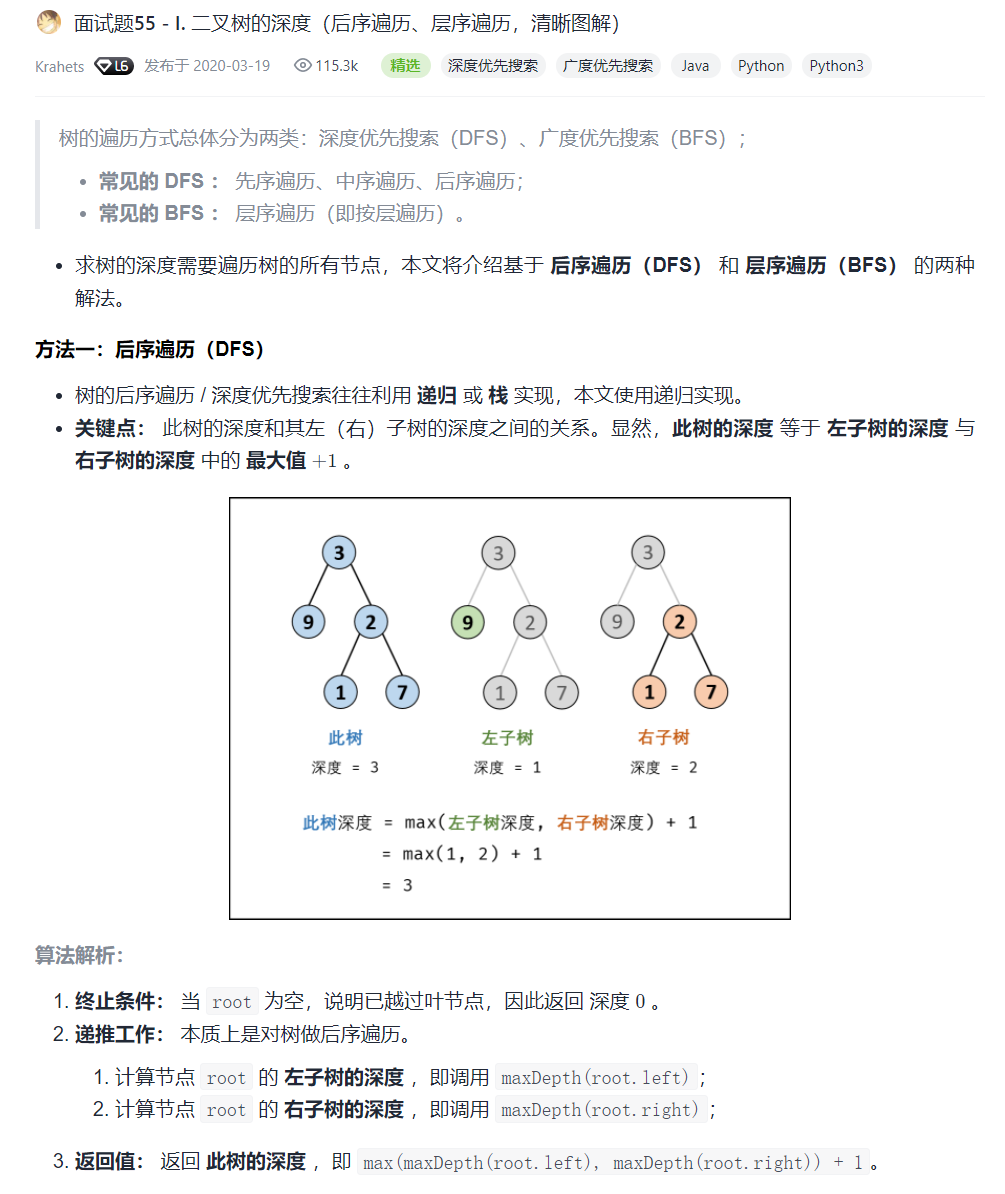 面试题55 - I. 二叉树的深度（后序遍历、层序遍历，清晰图解）
Krahets L6 发布于 2020-03-19 115.3k 精选 深度优先搜索 广度优先搜索 Java Python Python3
树的遍历方式总体分为两类：深度优先搜索（DFS）、广度优先搜索（BFS）；
• 常见的 DFS ： 先序遍历、中序遍历、后序遍历；
• 常见的 BFS ： 层序遍历（即按层遍历）。
• 求树的深度需要遍历树的所有节点，本文将介绍基于 后序遍历（DFS） 和 层序遍历（BFS） 的两种
解法。
方法一：后序遍历（DFS）
• 树的后序遍历 / 深度优先搜索往往利用 递归 或 栈 实现，本文使用递归实现。
• 关键点： 此树的深度和其左（右）子树的深度之间的关系。显然，此树的深度 等于 左子树的深度 与
右子树的深度 中的 最大值 +1 。
3 3 3
9 2 9 2 9 2
1 7 1 7 1 7
此树 左子树 右子树
深度 = 3 深度 = 1 深度 = 2
此树深度 = max(左子树深度, 右子树深度) + 1
= max(1, 2) + 1
= 3
算法解析：
1. 终止条件： 当 root 为空，说明已越过叶节点，因此返回 深度 0 。
2. 递推工作： 本质上是对树做后序遍历。
1. 计算节点 root 的 左子树的深度 ，即调用 maxDepth(root.left)；
2. 计算节点 root 的 右子树的深度 ，即调用 maxDepth(root.right)；
3. 返回值： 返回 此树的深度 ，即 max(maxDepth(root.left), maxDepth(root.right)) + 1。